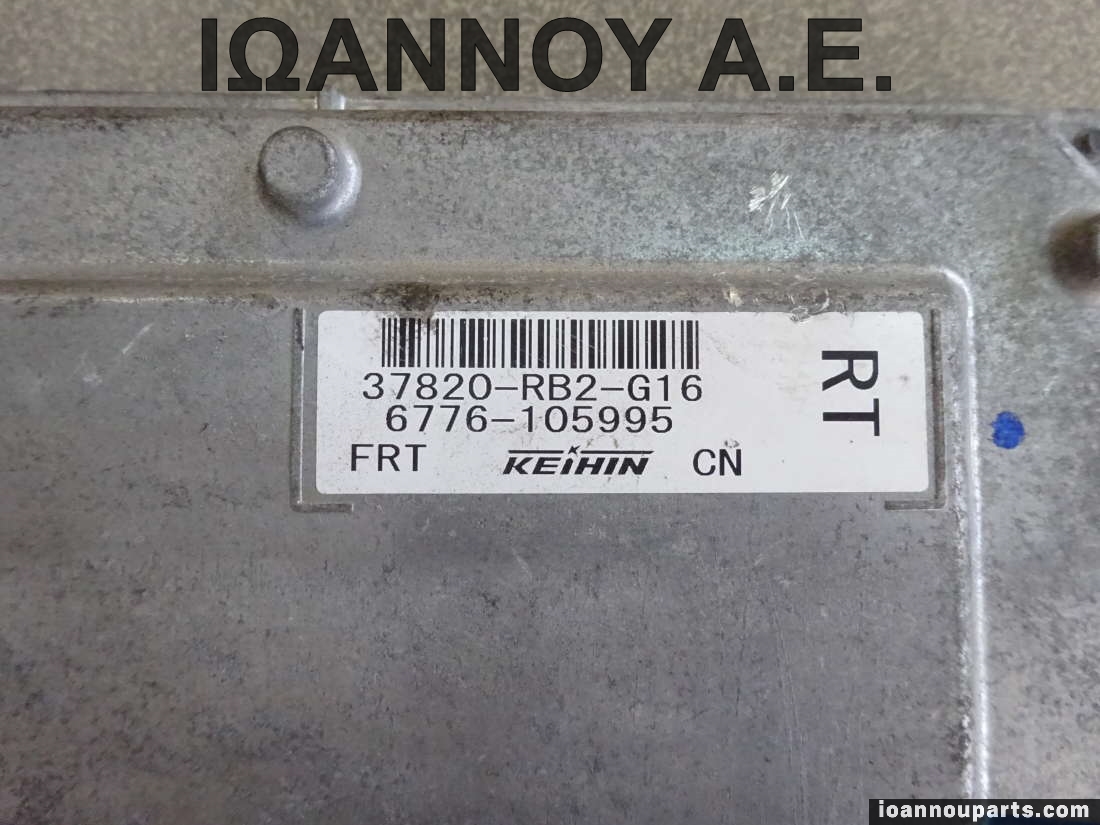 ΙΩΑΝΝΟΥ Α.Ε.
37820-RB2-G16
6776-105995
FRT KEIHIN CN
RT
ioannouparts.com